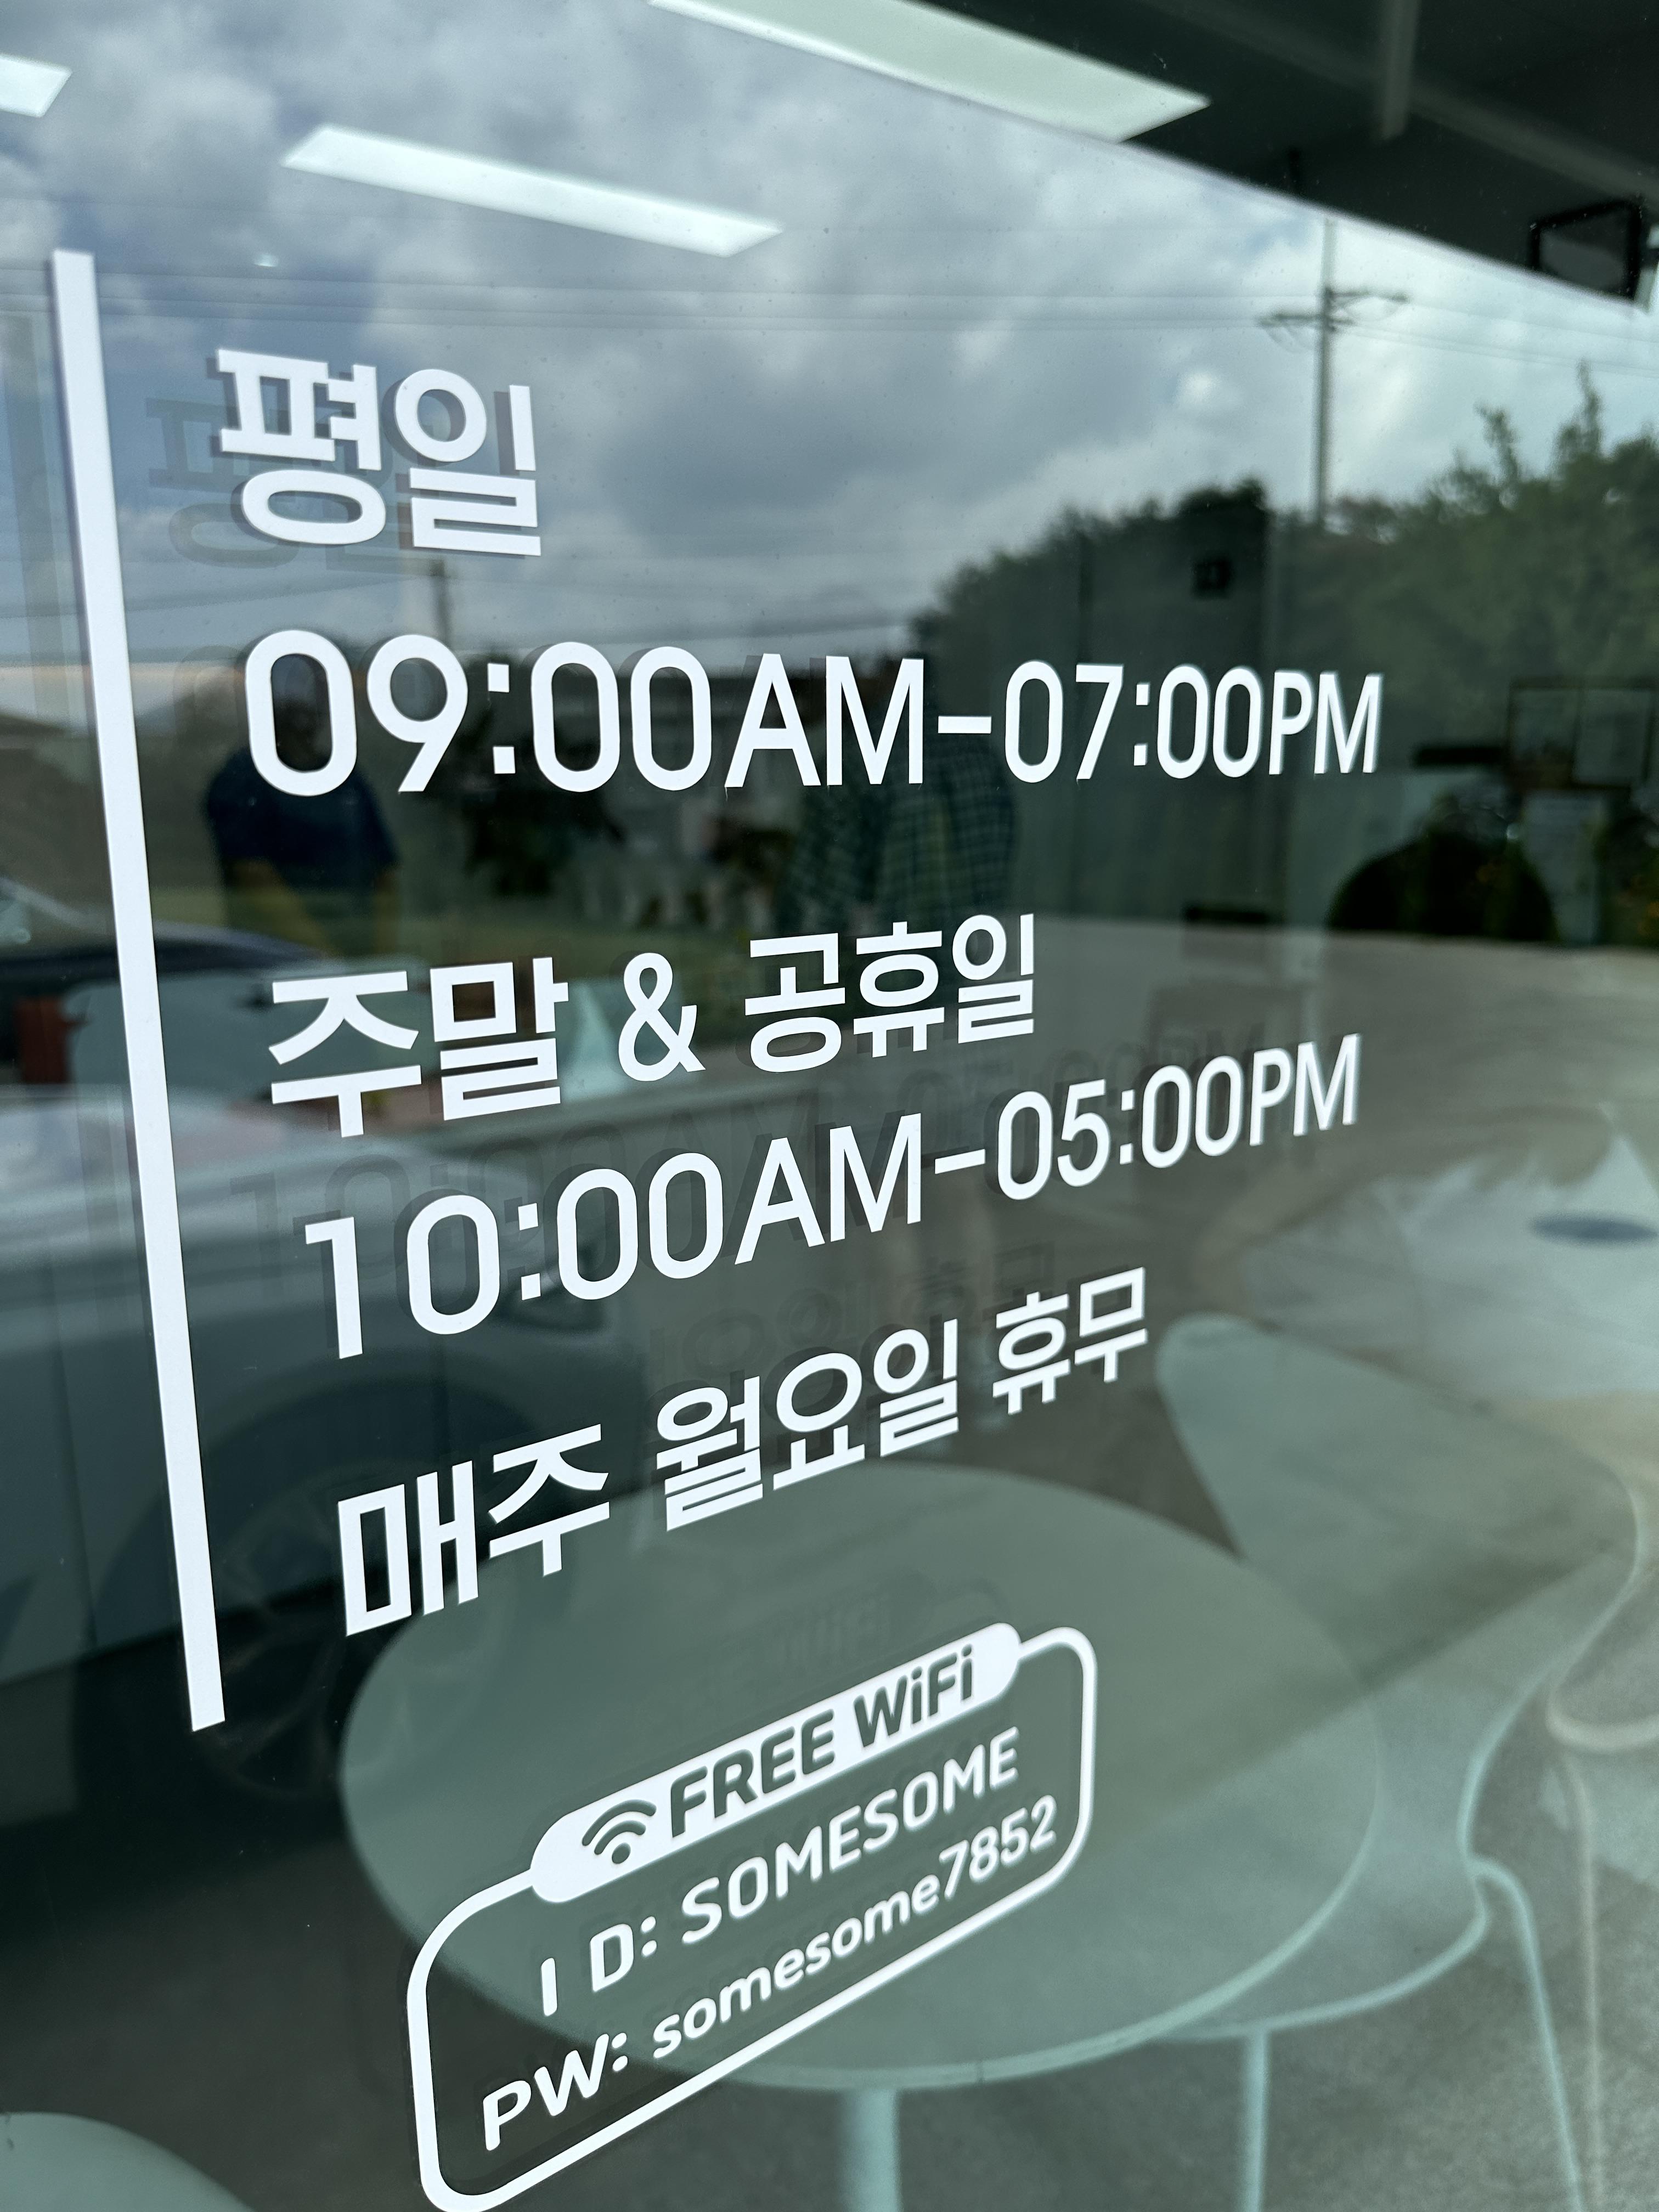 평일
09:00AM-07:00PM
주말 & 공휴일
10:00AM-05:00PM
매주 월요일 휴무
FREE WiFi
I D: SOMESOME
PW: somesome7852